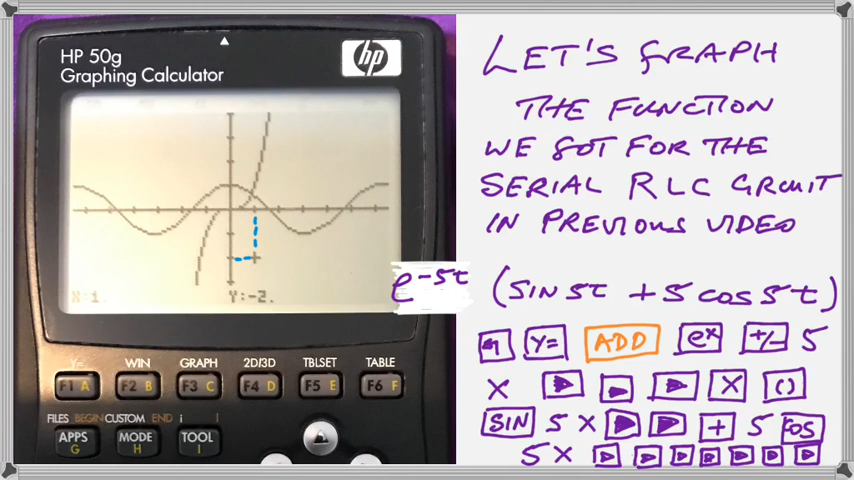 HP 50g
Graphing Calculator
hp
X:1.
Y:-2.
Y=
WIN
GRAPH
2D/3D
TBLSET
TABLE
F1 A
F2 B
F3 C
F4 D
F5 E
F6 F
FILES BEGIN CUSTOM END i I
APPS
G
MODE
H
TOOL
I
LET'S GRAPH
THE FUNCTION
WE GOT FOR THE
SERIAL RLC CIRCUIT
IN PREVIOUS VIDEO
e^-5t (SIN 5t + 5 COS 5t)
Y= ADD e^x +/- 5
X ▶ ▶ ▶ X ()
SIN 5 X ▶ ▶ + 5 COS
5 X ▶ ▶ ▶ ▶ ▶ ▶ ▶